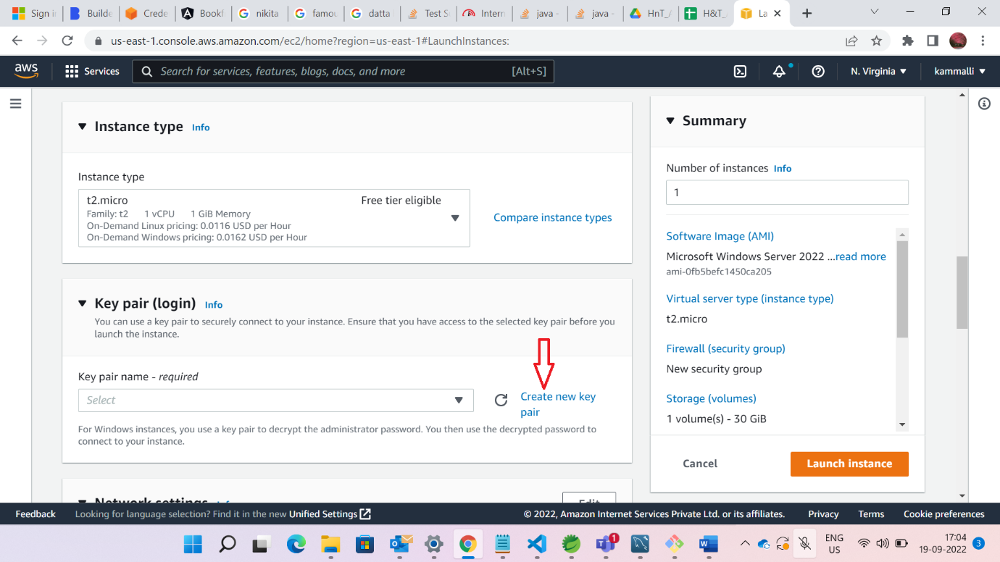 Sign i
Builde
Crede
Bookf
nikita
famou
datta
Test S
Intern
java -
java -
HnT_
H&T_
La
us-east-1.console.aws.amazon.com/ec2/home?region=us-east-1#LaunchInstances:
aws
Services
Search for services, features, blogs, docs, and more [Alt+S]
N. Virginia
kammalli
Instance type Info
Instance type
t2.micro Free tier eligible
Family: t2 1 vCPU 1 GiB Memory
On-Demand Linux pricing: 0.0116 USD per Hour
On-Demand Windows pricing: 0.0162 USD per Hour
Compare instance types
Key pair (login) Info
You can use a key pair to securely connect to your instance. Ensure that you have access to the selected key pair before you
launch the instance.
Key pair name - required
Select
Create new key
pair
For Windows instances, you use a key pair to decrypt the administrator password. You then use the decrypted password to
connect to your instance.
Network settings
Edit
Summary
Number of instances Info
1
Software Image (AMI)
Microsoft Windows Server 2022 ...read more
ami-0fb5befc1450ca205
Virtual server type (instance type)
t2.micro
Firewall (security group)
New security group
Storage (volumes)
1 volume(s) - 30 GiB
Cancel
Launch instance
Feedback
Looking for language selection? Find it in the new Unified Settings
© 2022, Amazon Internet Services Private Ltd. or its affiliates.
Privacy
Terms
Cookie preferences
1
ENG
US
17:04
19-09-2022
3